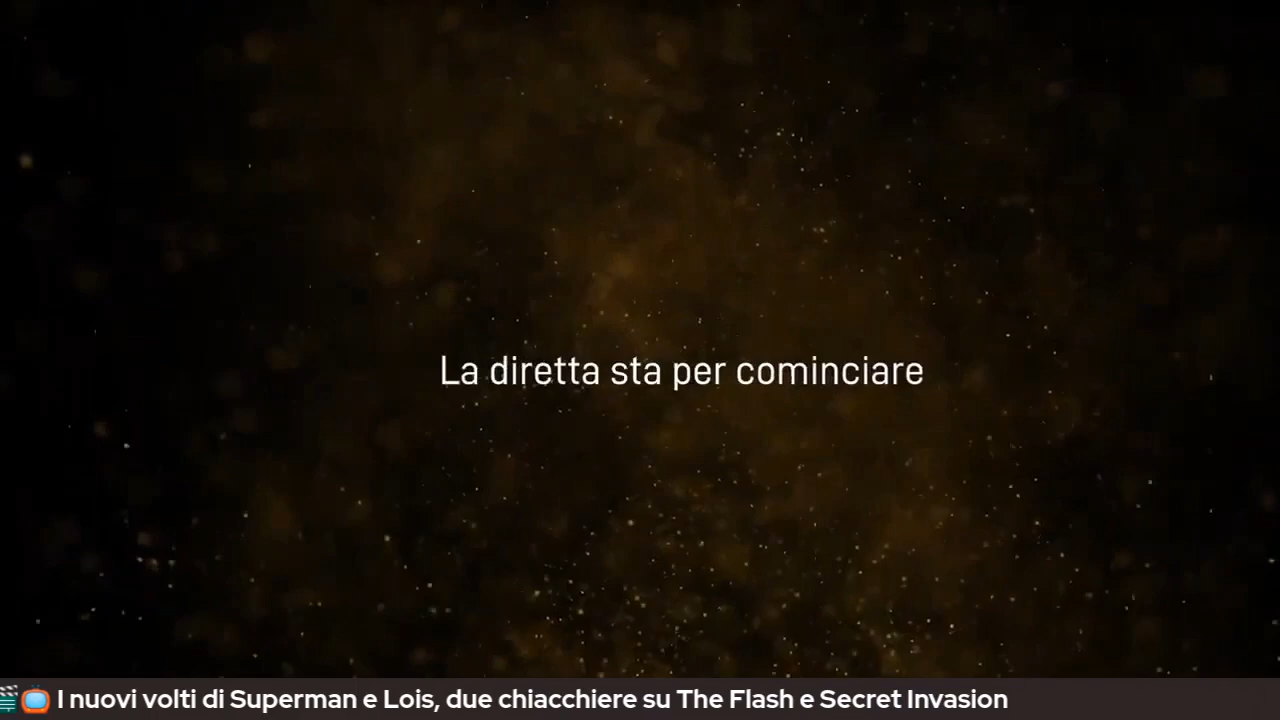 La diretta sta per cominciare
🎬📺 I nuovi volti di Superman e Lois, due chiacchiere su The Flash e Secret Invasion